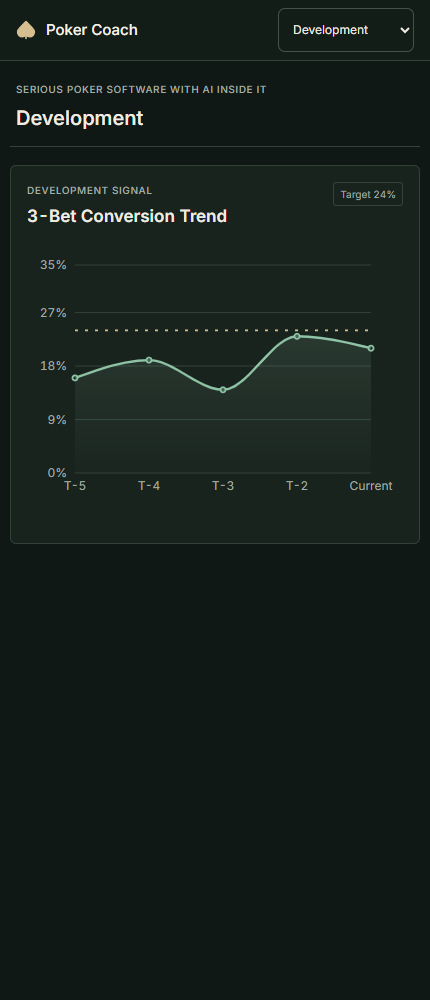 Poker Coach
Development
SERIOUS POKER SOFTWARE WITH AI INSIDE IT
Development
DEVELOPMENT SIGNAL
Target 24%
3-Bet Conversion Trend
35%
27%
18%
9%
0%
T-5 T-4 T-3 T-2 Current